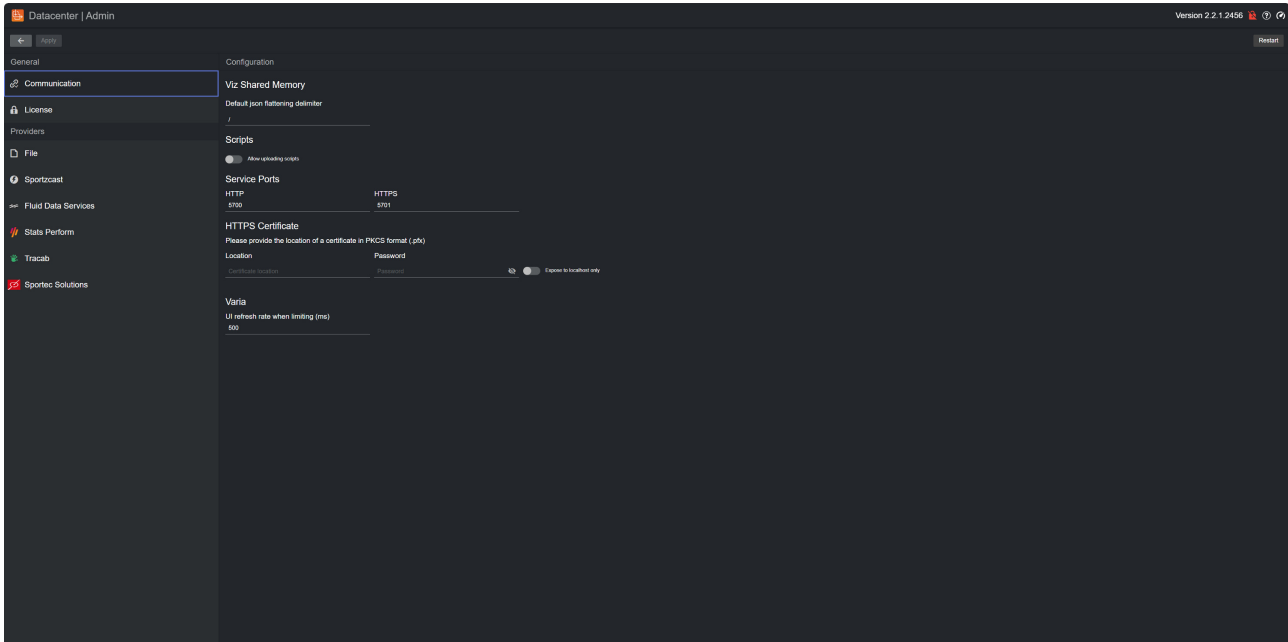 Datacenter | Admin
Version 2.2.1.2456
Apply
Restart
General
Configuration
Communication
License
Providers
File
Sportzcast
Fluid Data Services
Stats Perform
Tracab
Sportec Solutions
Viz Shared Memory
Default json flattening delimiter
/
Scripts
Allow uploading scripts
Service Ports
HTTP HTTPS
5700 5701
HTTPS Certificate
Please provide the location of a certificate in PKCS format (.pfx)
Location Password
Certificate location Password Expose to localhost only
Varia
UI refresh rate when limiting (ms)
500